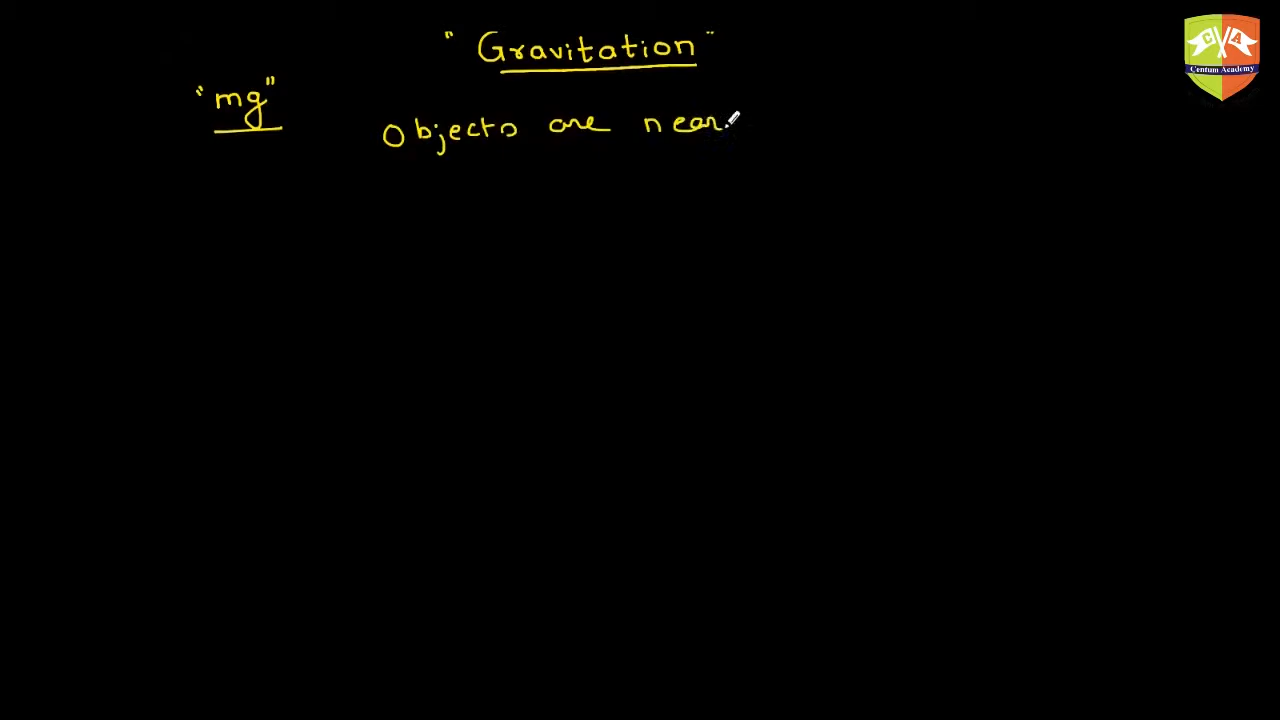 "Gravitation"
"mg"
Objects are near
C A
Centum Academy